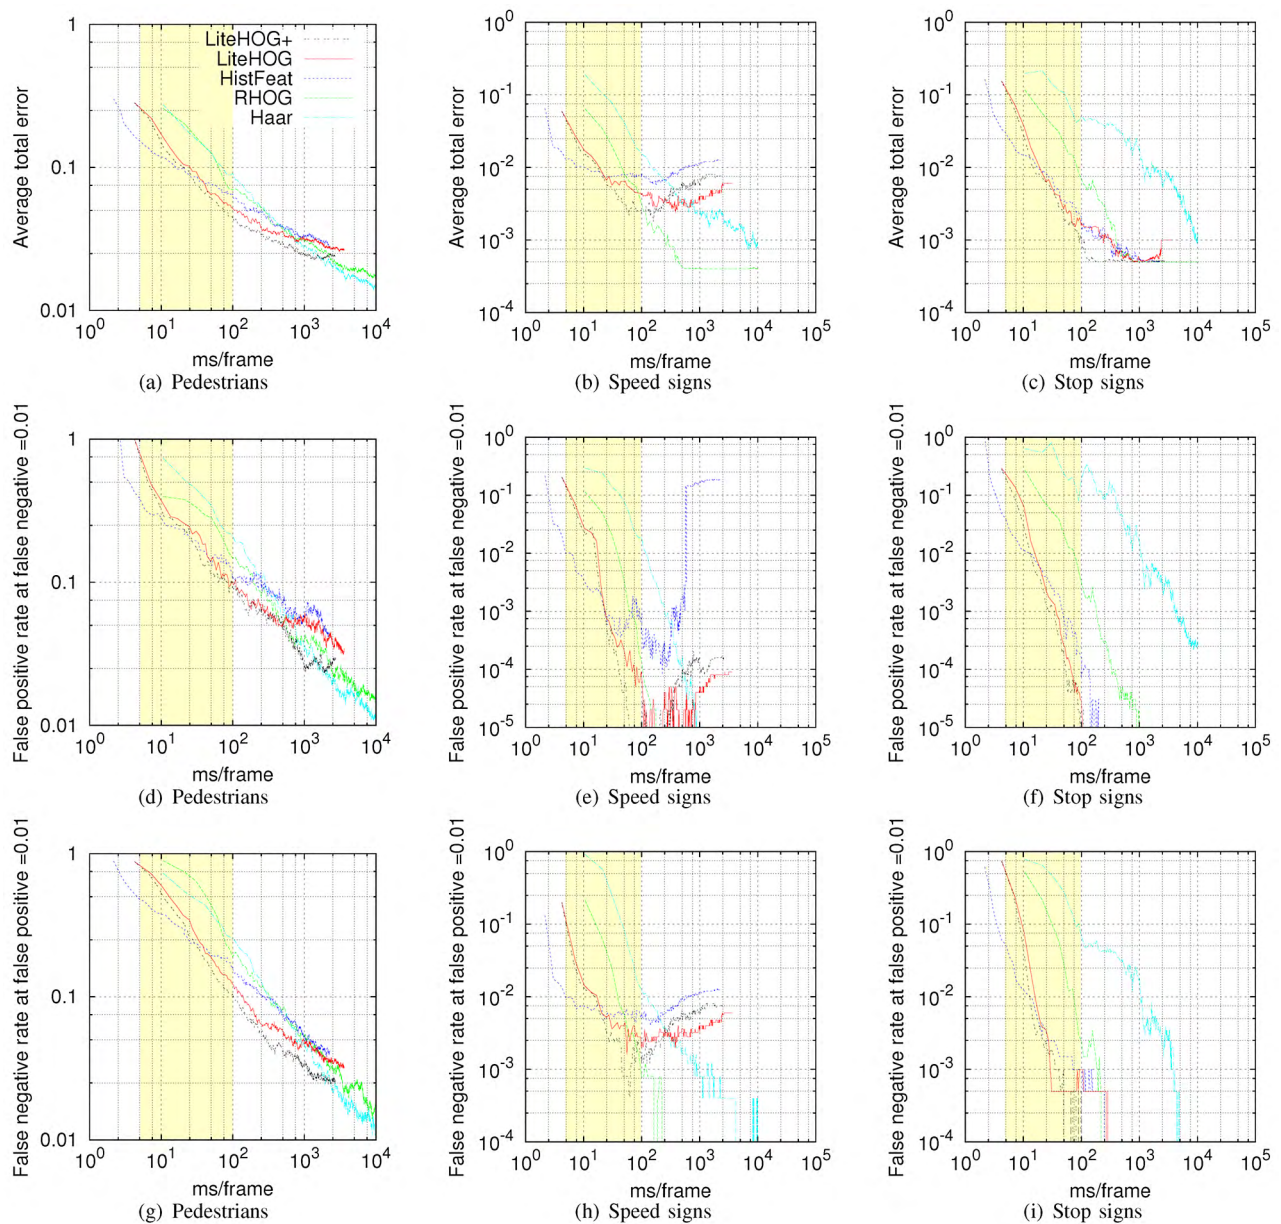 1
0.1
0.01
Average total error
LiteHOG+
LiteHOG
HistFeat
RHOG
Haar
10^0 10^1 10^2 10^3 10^4
ms/frame
(a) Pedestrians
10^0
10^-1
10^-2
10^-3
10^-4
Average total error
10^0 10^1 10^2 10^3 10^4 10^5
ms/frame
(b) Speed signs
10^0
10^-1
10^-2
10^-3
10^-4
Average total error
10^0 10^1 10^2 10^3 10^4 10^5
ms/frame
(c) Stop signs
1
0.1
0.01
False positive rate at false negative =0.01
10^0 10^1 10^2 10^3 10^4
ms/frame
(d) Pedestrians
10^0
10^-1
10^-2
10^-3
10^-4
10^-5
False positive rate at false negative =0.01
10^0 10^1 10^2 10^3 10^4 10^5
ms/frame
(e) Speed signs
10^0
10^-1
10^-2
10^-3
10^-4
10^-5
False positive rate at false negative =0.01
10^0 10^1 10^2 10^3 10^4 10^5
ms/frame
(f) Stop signs
1
0.1
0.01
False negative rate at false positive =0.01
10^0 10^1 10^2 10^3 10^4
ms/frame
(g) Pedestrians
10^0
10^-1
10^-2
10^-3
10^-4
False negative rate at false positive =0.01
10^0 10^1 10^2 10^3 10^4 10^5
ms/frame
(h) Speed signs
10^0
10^-1
10^-2
10^-3
10^-4
False negative rate at false positive =0.01
10^0 10^1 10^2 10^3 10^4 10^5
ms/frame
(i) Stop signs